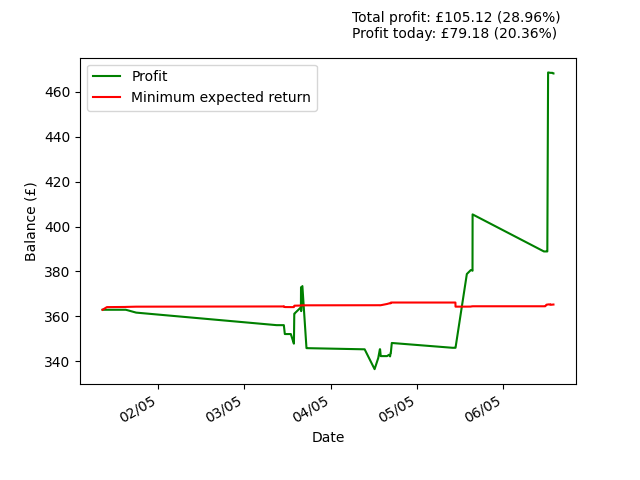 Total profit: £105.12 (28.96%)
Profit today: £79.18 (20.36%)
Profit
Minimum expected return
460
440
420
400
380
360
340
Balance (£)
02/05
03/05
04/05
05/05
06/05
Date